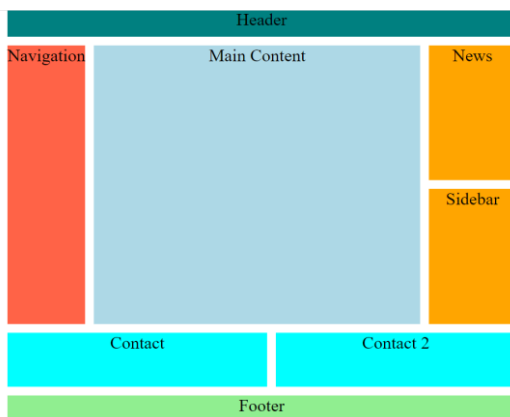 Header
Navigation
Main Content
News
Sidebar
Contact
Contact 2
Footer